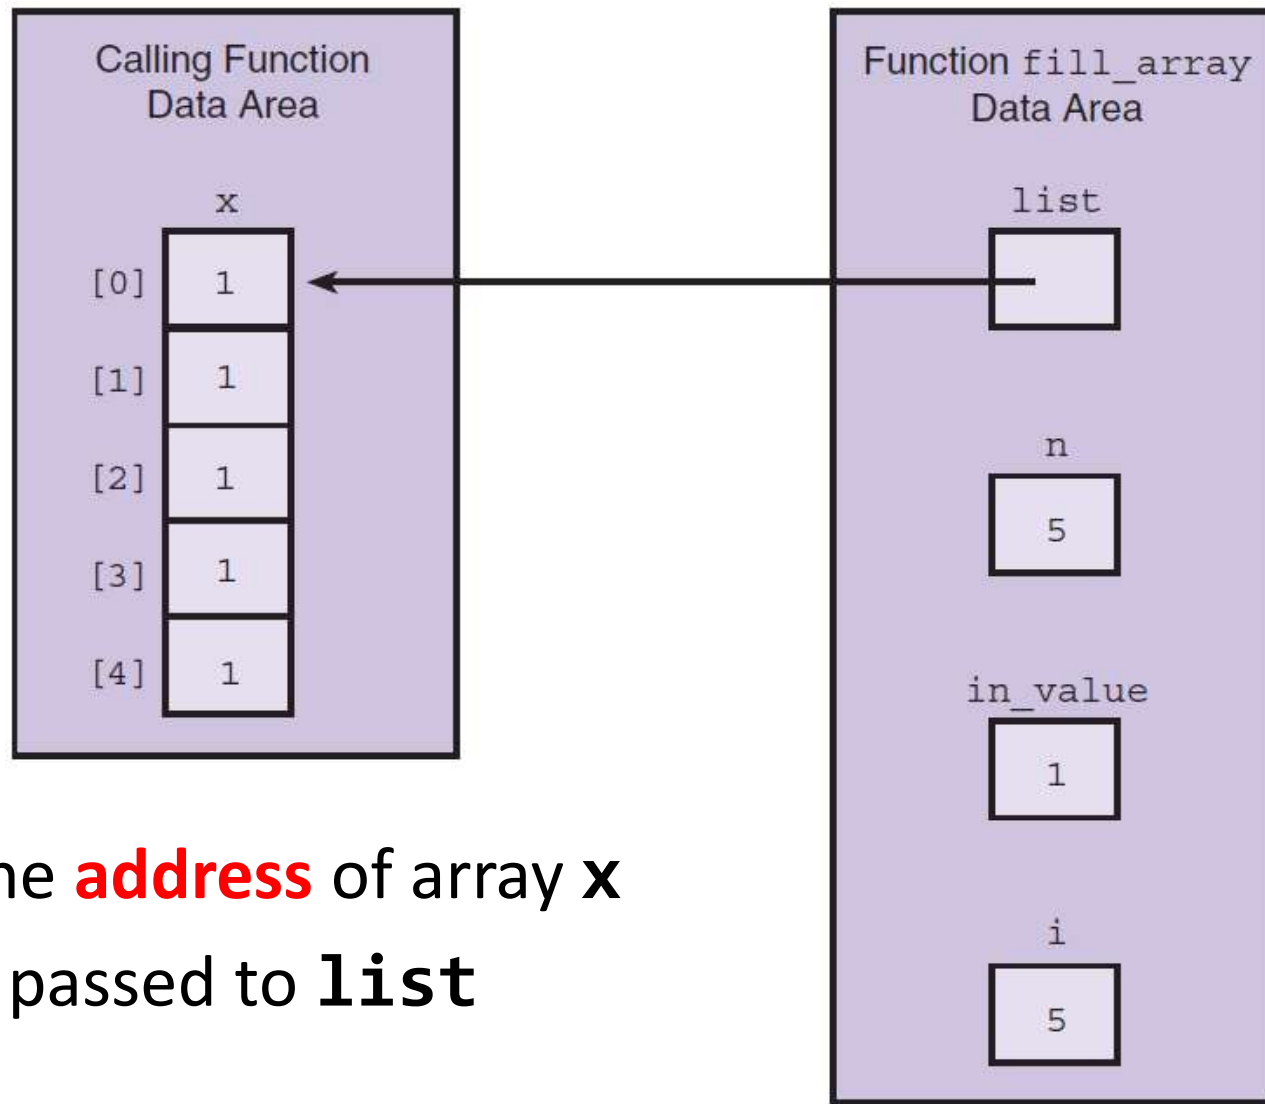 Calling Function
Data Area
x
[0] 1
[1] 1
[2] 1
[3] 1
[4] 1
Function fill_array
Data Area
list
n
5
in_value
1
i
5
address of array x
passed to list